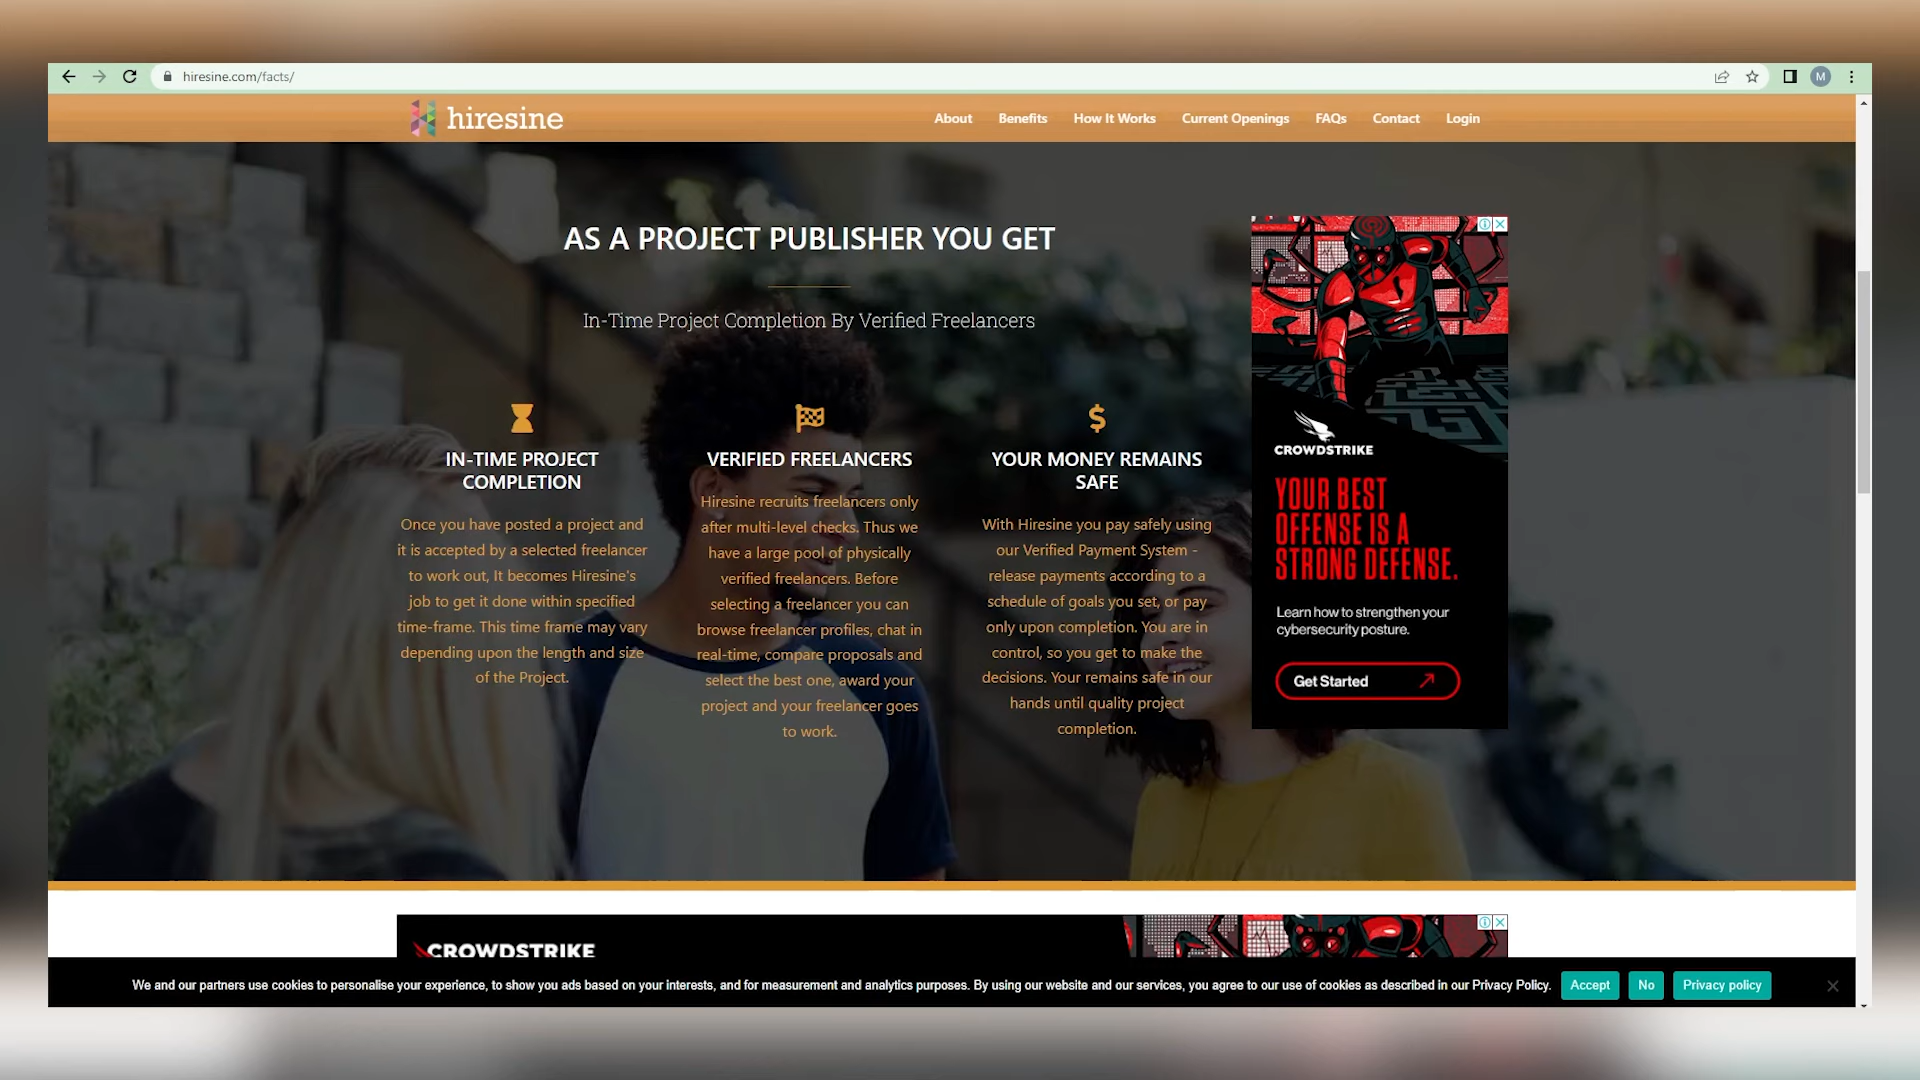 hiresine.com/facts/
M
hiresine
About Benefits How It Works Current Openings FAQs Contact Login
AS A PROJECT PUBLISHER YOU GET
In-Time Project Completion By Verified Freelancers
IN-TIME PROJECT
COMPLETION
Once you have posted a project and
it is accepted by a selected freelancer
to work out, It becomes Hiresine's
job to get it done within specified
time-frame. This time frame may vary
depending upon the length and size
of the Project.
VERIFIED FREELANCERS
Hiresine recruits freelancers only
after multi-level checks. Thus we
have a large pool of physically
verified freelancers. Before
selecting a freelancer you can
browse freelancer profiles, chat in
real-time, compare proposals and
select the best one, award your
project and your freelancer goes
to work.
$
YOUR MONEY REMAINS
SAFE
With Hiresine you pay safely using
our Verified Payment System -
release payments according to a
schedule of goals you set, or pay
only upon completion. You are in
control, so you get to make the
decisions. Your remains safe in our
hands until quality project
completion.
CROWDSTRIKE
YOUR BEST
OFFENSE IS A
STRONG DEFENSE.
Learn how to strengthen your
cybersecurity posture.
Get Started
CROWDSTRIKE
We and our partners use cookies to personalise your experience, to show you ads based on your interests, and for measurement and analytics purposes. By using our website and our services, you agree to our use of cookies as described in our Privacy Policy. Accept No Privacy policy